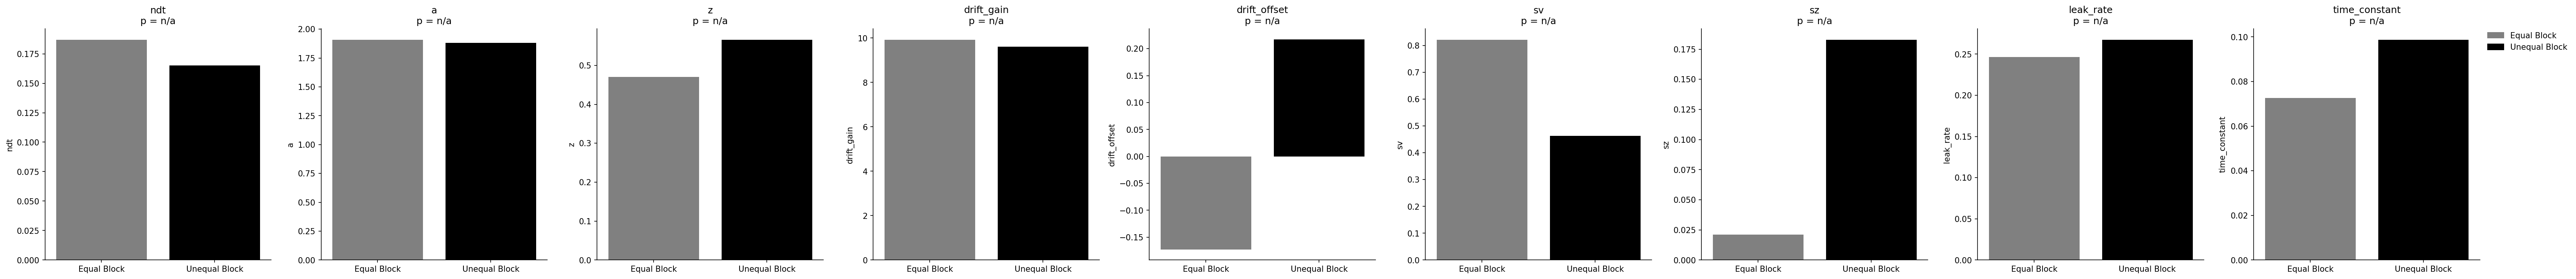 ndt
p = n/a
0.175
0.150
0.125
0.100
0.075
0.050
0.025
0.000
ndt
Equal Block
Unequal Block
a
p = n/a
2.00
1.75
1.50
1.25
1.00
0.75
0.50
0.25
0.00
a
Equal Block
Unequal Block
z
p = n/a
0.5
0.4
0.3
0.2
0.1
0.0
z
Equal Block
Unequal Block
drift_gain
p = n/a
10
8
6
4
2
0
drift_gain
Equal Block
Unequal Block
drift_offset
p = n/a
0.20
0.15
0.10
0.05
0.00
−0.05
−0.10
−0.15
drift_offset
Equal Block
Unequal Block
sv
p = n/a
0.8
0.7
0.6
0.5
0.4
0.3
0.2
0.1
0.0
sv
Equal Block
Unequal Block
sz
p = n/a
0.175
0.150
0.125
0.100
0.075
0.050
0.025
0.000
sz
Equal Block
Unequal Block
leak_rate
p = n/a
0.25
0.20
0.15
0.10
0.05
0.00
leak_rate
Equal Block
Unequal Block
time_constant
p = n/a
0.10
0.08
0.06
0.04
0.02
0.00
time_constant
Equal Block
Unequal Block
Equal Block
Unequal Block